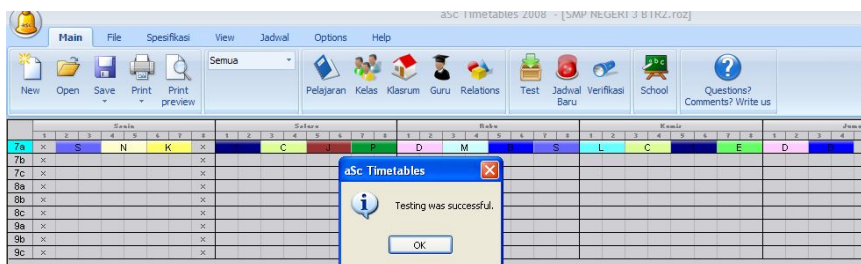 aSc Timetables 2008 - [SMP NEGERI 3 BTR2.roz]
Main File Spesifikasi View Jadwal Options Help
Semua
New Open Save Print Print preview Pelajaran Kelas Klasrum Guru Relations Test Jadwal Baru Verifikasi School Questions? Comments? Write us
Senin Selasa Rabu Kamis
1 2 3 4 5 6 7 8 1 2 3 4 5 6 7 8 1 2 3 4 5 6 7 8 1 2 3 4 5 6 7 8 1 2 3 4
7a × S N K × C J P D M B S L C E D B
7b × ×
7c × ×
8a × ×
8b × ×
8c × ×
9a × ×
9b × ×
9c × ×
aSc Timetables
Testing was successful.
OK